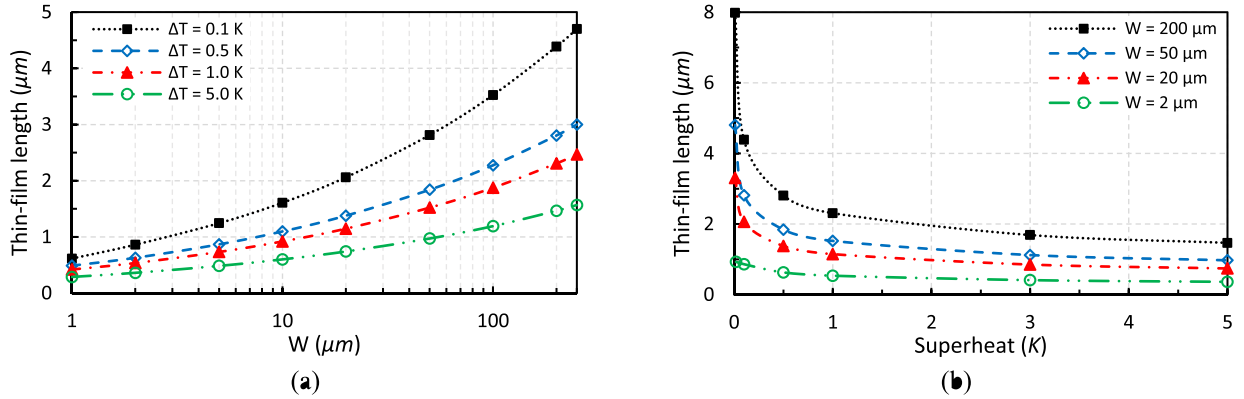 Thin-film length (μm)
5
4
3
2
1
0
ΔT = 0.1 K
ΔT = 0.5 K
ΔT = 1.0 K
ΔT = 5.0 K
1
10
100
W (μm)
(a)
Thin-film length (μm)
8
6
4
2
0
W = 200 μm
W = 50 μm
W = 20 μm
W = 2 μm
0
1
2
3
4
5
Superheat (K)
(b)